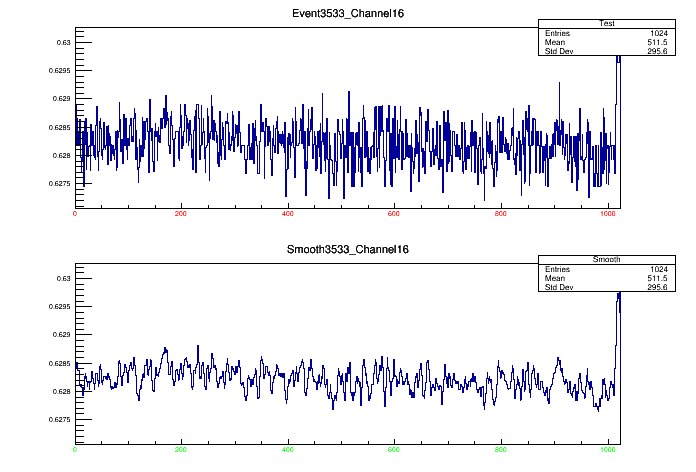 Event3533_Channel16
Test
Entries 1024
Mean 511.5
Std Dev 295.6
0.63
0.6295
0.629
0.6285
0.628
0.6275
0 200 400 600 800 1000
Smooth3533_Channel16
Smooth
Entries 1024
Mean 511.5
Std Dev 295.6
0.63
0.6295
0.629
0.6285
0.628
0.6275
0 200 400 600 800 1000